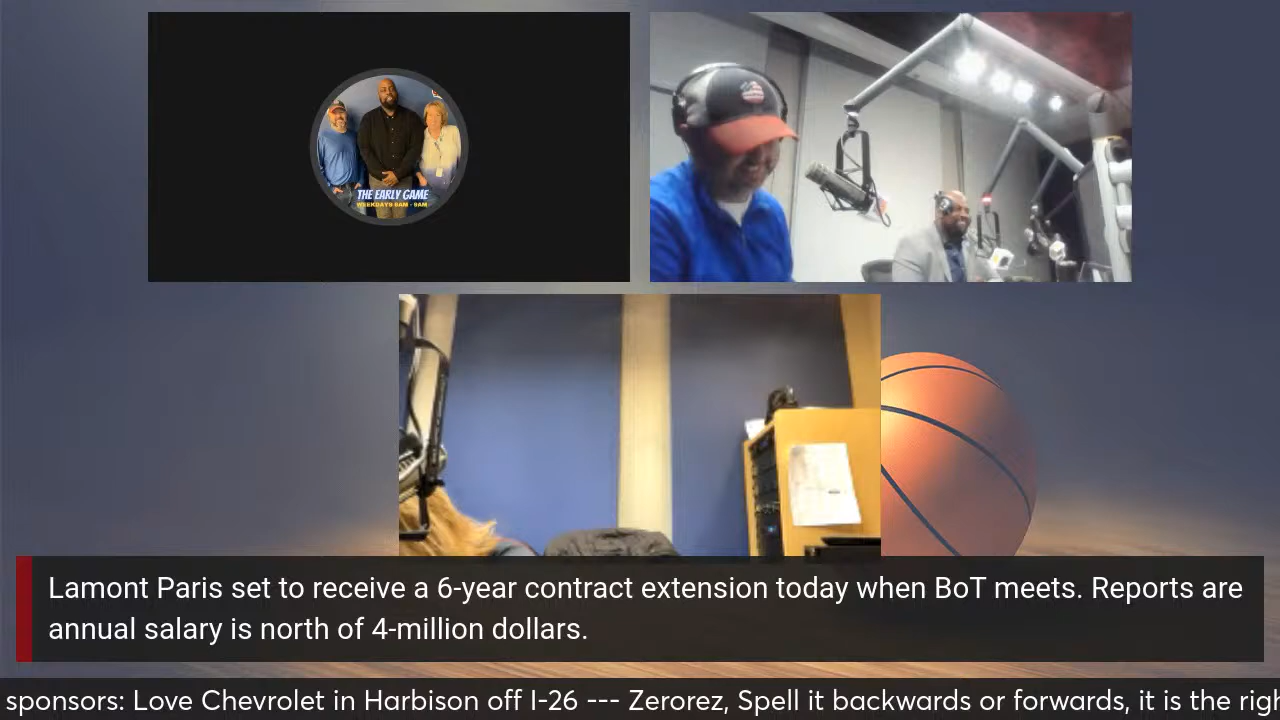 THE EARLY GAME
WEEKDAYS 6AM - 9AM
Lamont Paris set to receive a 6-year contract extension today when BoT meets. Reports are
annual salary is north of 4-million dollars.
sponsors: Love Chevrolet in Harbison off I-26 --- Zerorez, Spell it backwards or forwards, it is the